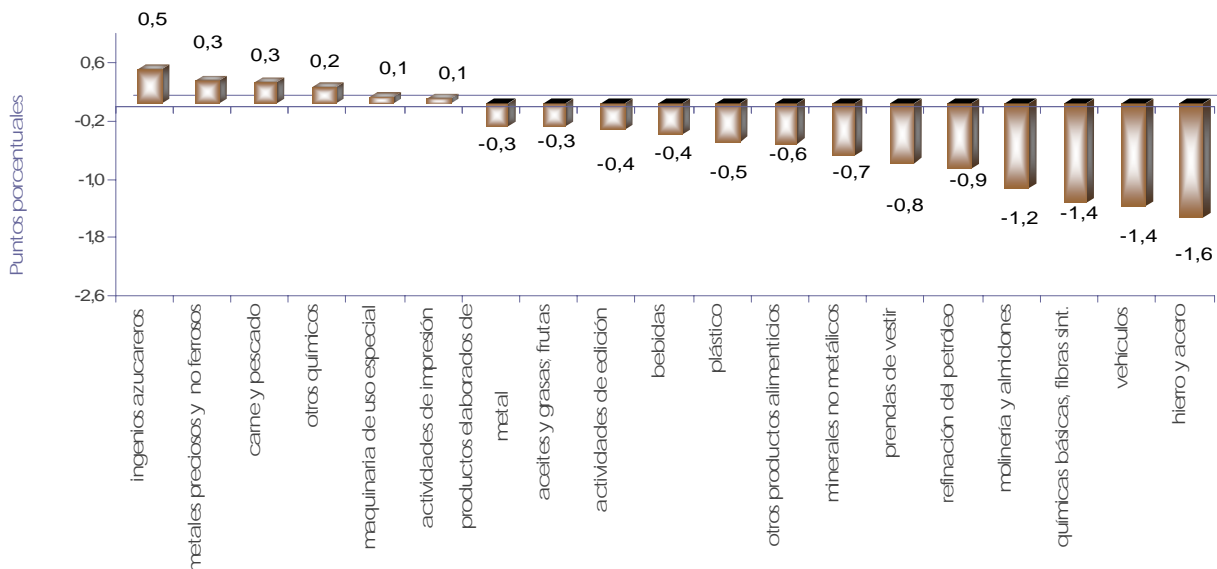 0,5
0,3
0,3
0,2
0,1
0,1
-0,3
-0,3
-0,4
-0,4
-0,5
-0,6
-0,7
-0,8
-0,9
-1,2
-1,4
-1,4
-1,6
Puntos porcentuales
0,6
-0,2
-1,0
-1,8
-2,6
ingenios azucareros
metales preciosos y no ferrosos
carne y pescado
otros químicos
maquinaria de uso especial
actividades de impresión
productos elaborados de
metal
aceites y grasas; frutas
actividades de edición
bebidas
plástico
otros productos alimenticios
minerales no metálicos
prendas de vestir
refinación del petroleo
molinería y almidones
químicas básicas, fibras sint.
vehículos
hierro y acero